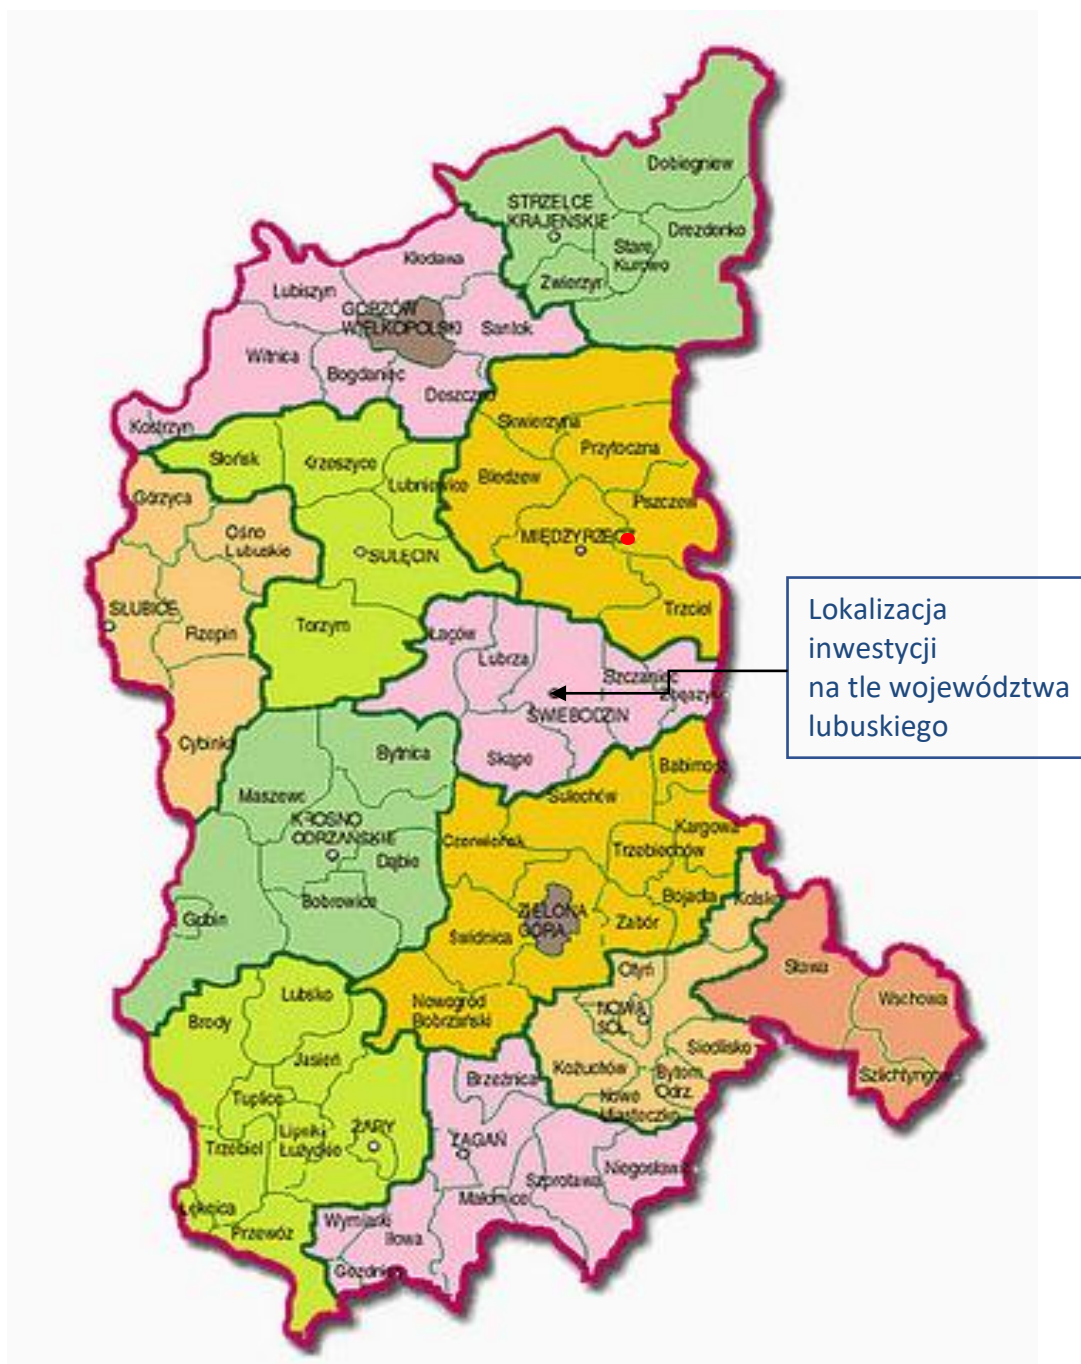 Dobiegniew
STRZELCE
KRAJEŃSKIE
Drezdenko
Stare
Kurowo
Zwierzyn
Kłodawa
Lubiszyn
GORZÓW
WIELKOPOLSKI
Santok
Witnica
Bogdaniec
Deszczno
Kostrzyn
Skwierzyna
Przytoczna
Słońsk
Krzeszyce
Lubniewice
Bledzew
Pszczew
Górzyca
Ośno
Lubuskie
SULĘCIN
MIĘDZYRZECZ
SŁUBICE
Rzepin
Torzym
Trzciel
Łagów
Lubrza
Szczaniec
Zbąszyń
ŚWIEBODZIN
Lokalizacja
inwestycji
na tle województwa
lubuskiego
Cybinka
Bytnica
Skąpe
Babimost
Maszewo
Sulechów
KROSNO
ODRZAŃSKIE
Czerwieńsk
Kargowa
Trzebiechów
Dąbie
Bobrowice
Bojadła
Kolsko
Gubin
ZIELONA
GÓRA
Zabór
Świdnica
Otyń
Sława
Wschowa
Lubsko
Nowogród
Bobrzański
NOWA
SÓL
Brody
Siedlisko
Jasień
Kożuchów
Bytom
Odrz.
Szlichtyngow
Brzeźnica
Nowe
Miasteczko
Tuplice
Trzebiel
Lipinki
Łużyckie
ŻARY
ŻAGAŃ
Niegosław
Szprotawa
Małomice
Łęknica
Przewóz
Wymiarki
Iłowa
Gozdnica